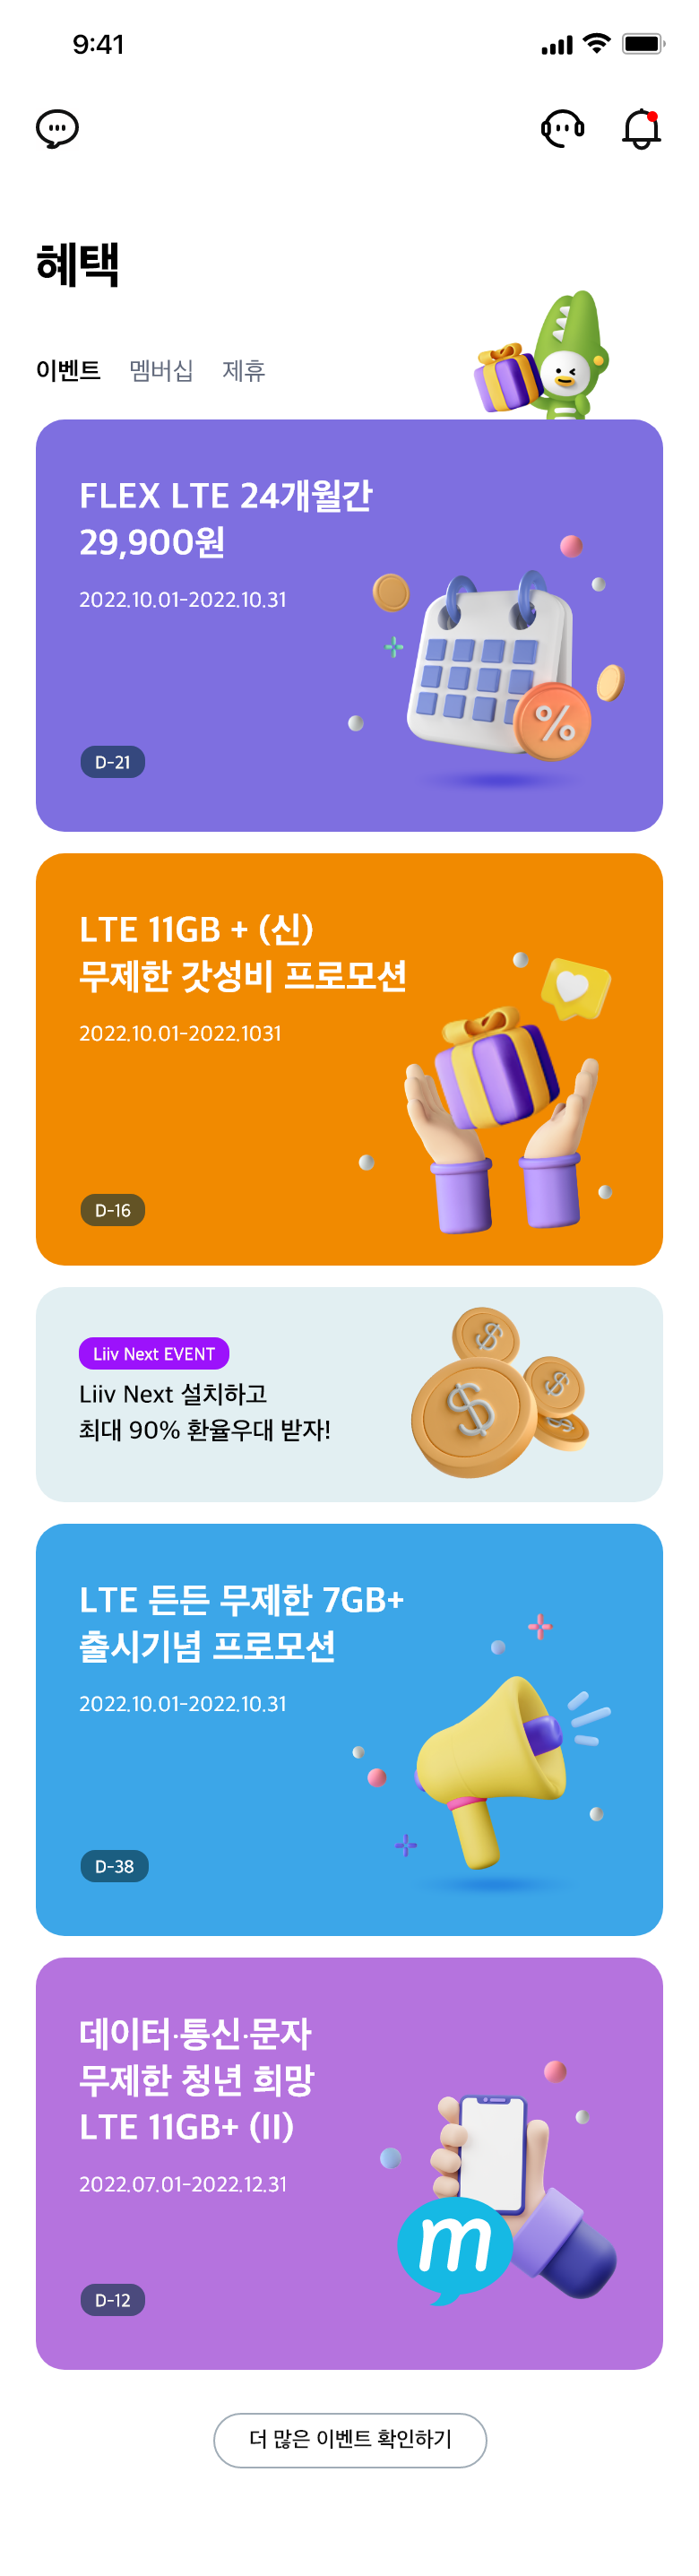 9:41
혜택
이벤트 멤버십 제휴
FLEX LTE 24개월간
29,900원
2022.10.01-2022.10.31
%
D-21
LTE 11GB + (신)
무제한 갓성비 프로모션
2022.10.01-2022.1031
D-16
Liiv Next EVENT
Liiv Next 설치하고
최대 90% 환율우대 받자!
$
$
$
$
LTE 든든 무제한 7GB+
출시기념 프로모션
2022.10.01-2022.10.31
D-38
데이터·통신·문자
무제한 청년 희망
LTE 11GB+ (II)
2022.07.01-2022.12.31
m
D-12
더 많은 이벤트 확인하기